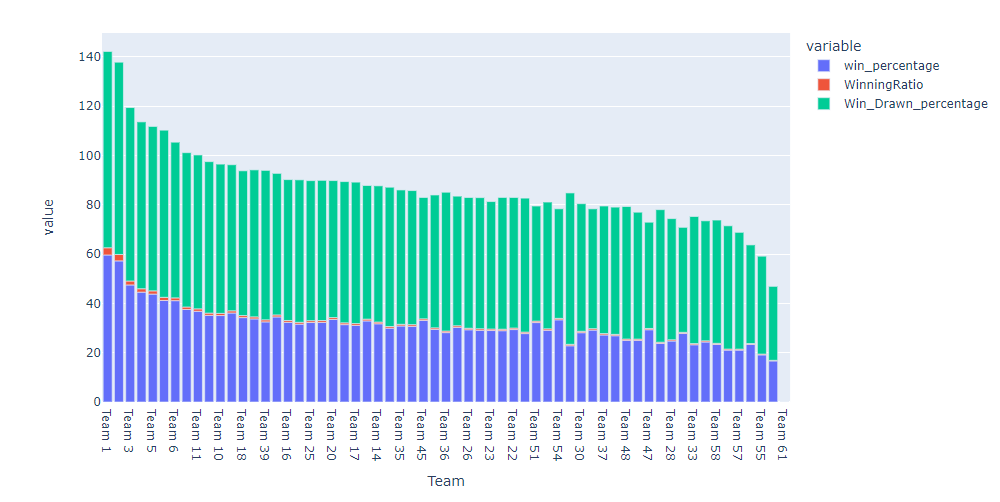 variable
win_percentage
WinningRatio
Win_Drawn_percentage
value
140
120
100
80
60
40
20
0
Team 1
Team 3
Team 5
Team 6
Team 11
Team 10
Team 18
Team 39
Team 16
Team 25
Team 20
Team 17
Team 14
Team 35
Team 45
Team 36
Team 26
Team 23
Team 22
Team 51
Team 54
Team 30
Team 37
Team 48
Team 47
Team 28
Team 33
Team 58
Team 57
Team 55
Team 61
Team